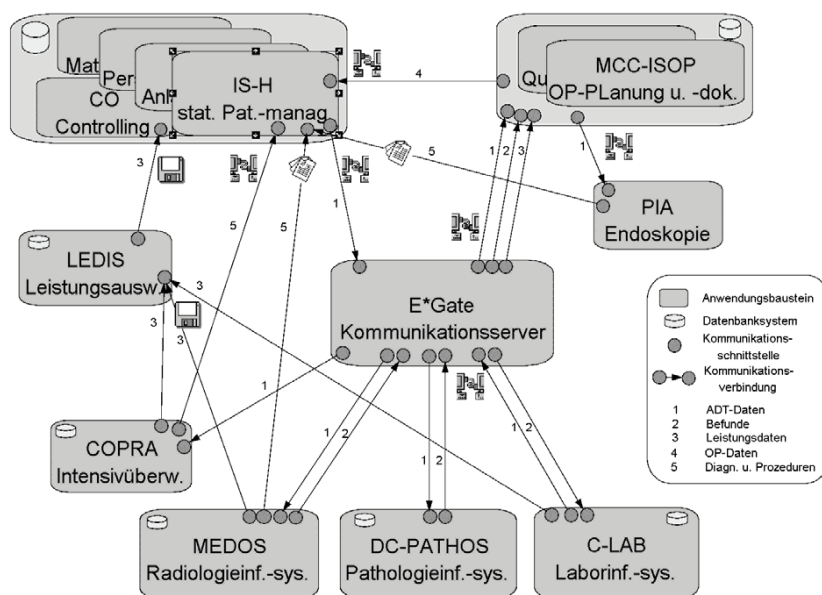 Mat
Pers
Anl
CO
Controlling
IS-H
stat. Pat.-manag
4
Qu
MCC-ISOP
OP-PLanung u. -dok.
1
2
3
1
5
PIA
Endoskopie
3
5
5
1
LEDIS
Leistungsausw.
3
3
3
E*Gate
Kommunikationsserver
Anwendungsbaustein
Datenbanksystem
Kommunikations-
schnittstelle
Kommunikations-
verbindung
1 ADT-Daten
2 Befunde
3 Leistungsdaten
4 OP-Daten
5 Diagn. u. Prozeduren
1
COPRA
Intensivüberw.
1
2
1
2
1
2
MEDOS
Radiologieinf.-sys.
DC-PATHOS
Pathologieinf.-sys.
C-LAB
Laborinf.-sys.